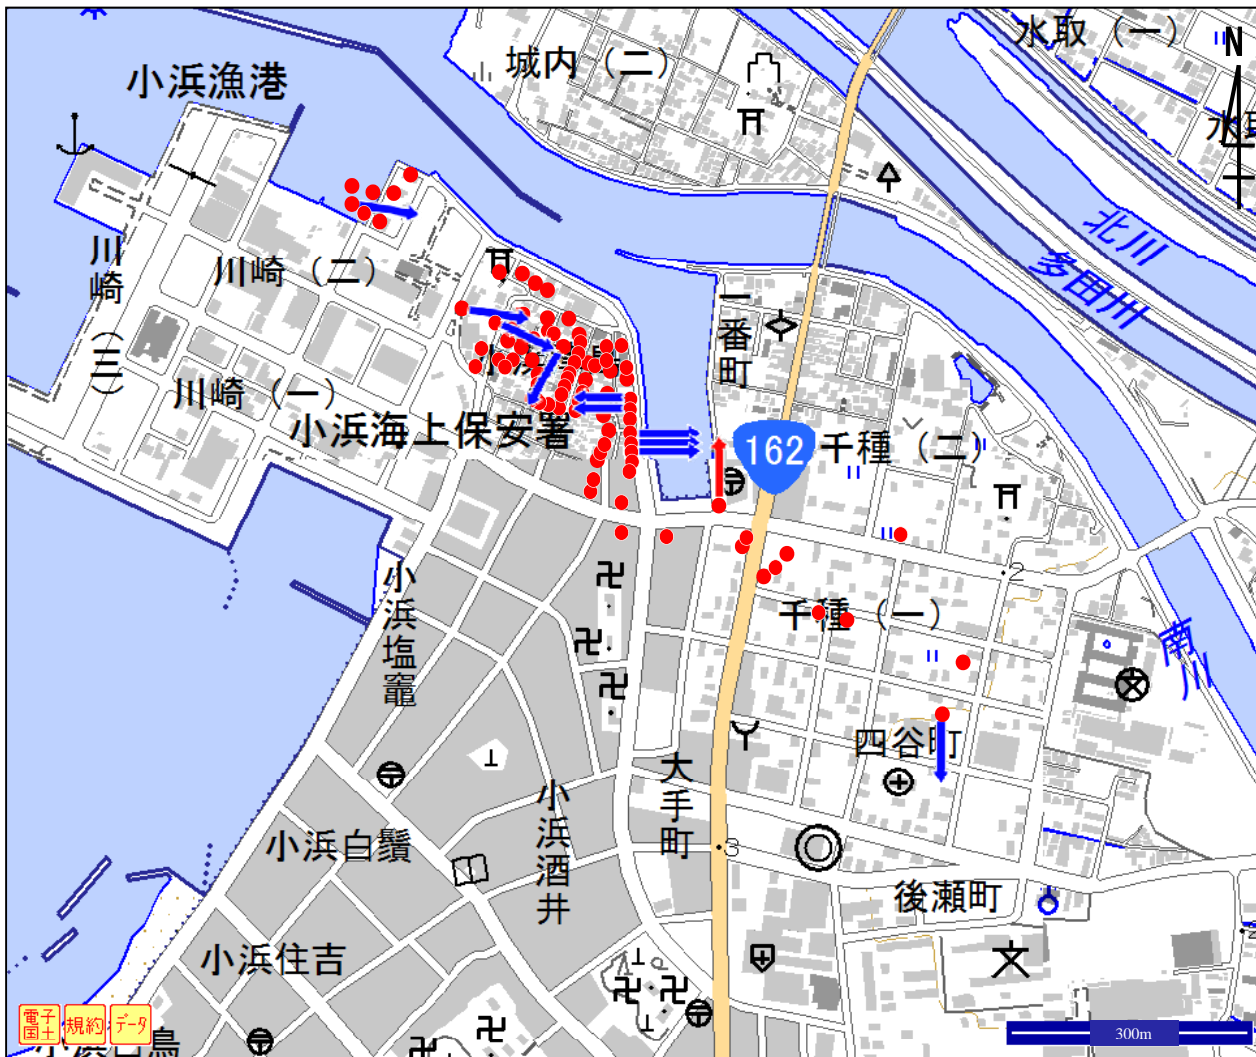 水取（一）
城内（二）
N
小浜漁港
北川
多田川
川崎（二）
川崎（三）
一番町
川崎（一）
小浜海上保安署
162
千種（二）
2
小浜塩竈
千種（一）
南川
四谷町
大手町
小浜酒井
小浜白鬚
3
後瀬町
小浜住吉
電子国土
規約
データ
300m